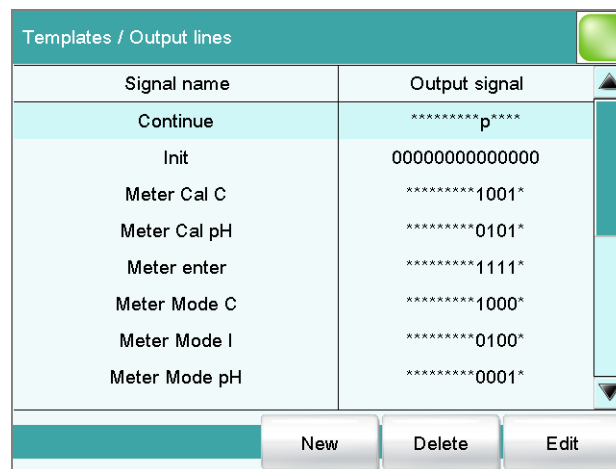 Templates / Output lines
Signal name Output signal
Continue *********p****
Init 00000000000000
Meter Cal C *********1001*
Meter Cal pH *********0101*
Meter enter *********1111*
Meter Mode C *********1000*
Meter Mode I *********0100*
Meter Mode pH *********0001*
New Delete Edit